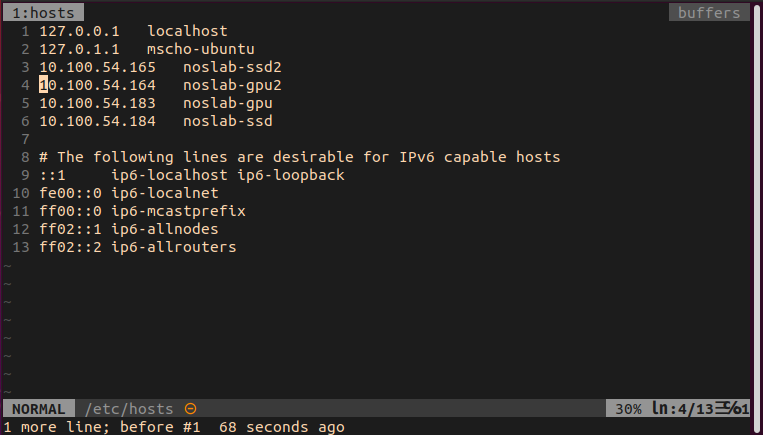 1:hosts buffers
1 127.0.0.1 localhost
2 127.0.1.1 mscho-ubuntu
3 10.100.54.165 noslab-ssd2
4 10.100.54.164 noslab-gpu2
5 10.100.54.183 noslab-gpu
6 10.100.54.184 noslab-ssd
7
8 # The following lines are desirable for IPv6 capable hosts
9 ::1 ip6-localhost ip6-loopback
10 fe00::0 ip6-localnet
11 ff00::0 ip6-mcastprefix
12 ff02::1 ip6-allnodes
13 ff02::2 ip6-allrouters
~
~
~
~
~
~
~
~
NORMAL /etc/hosts ⊝ 30% ln:4/13☰℅1
1 more line; before #1 68 seconds ago